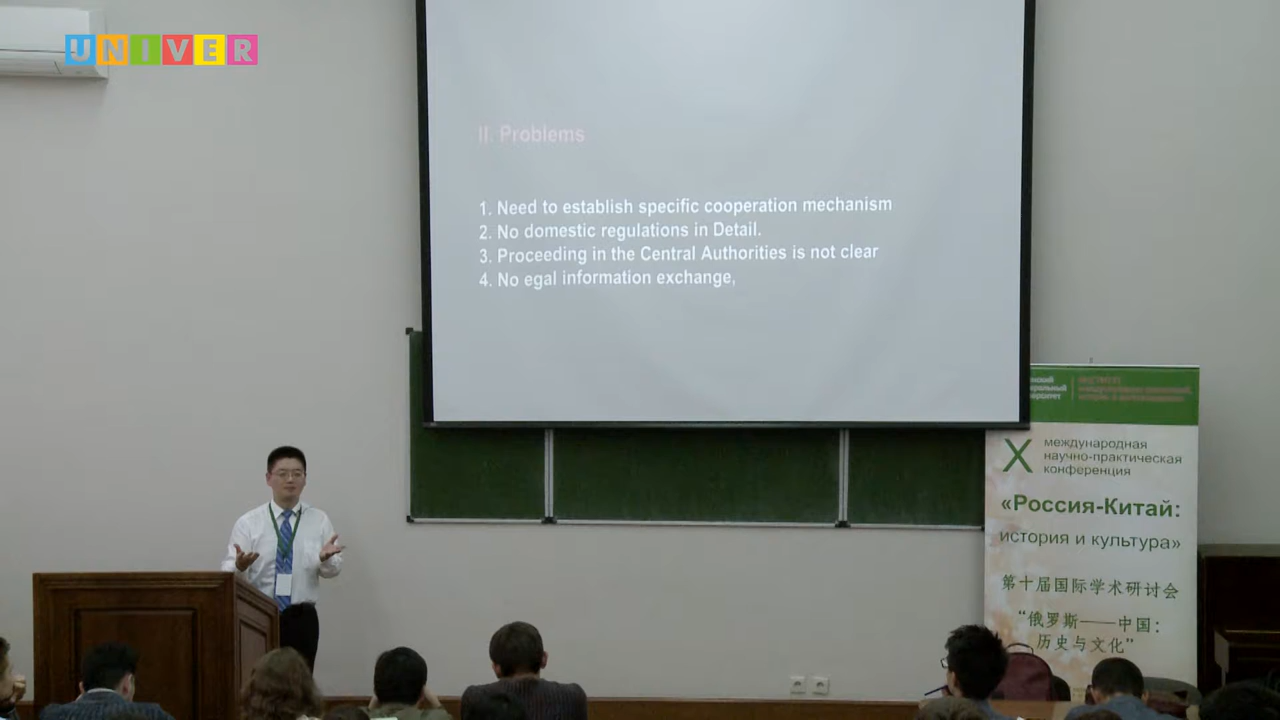 UNIVER
II. Problems
1. Need to establish specific cooperation mechanism
2. No domestic regulations in Detail.
3. Proceeding in the Central Authorities is not clear
4. No egal information exchange,
X международная
научно-практическая
конференция
«Россия-Китай:
история и культура»
第十届国际学术研讨会
“俄罗斯——中国：
历史与文化”